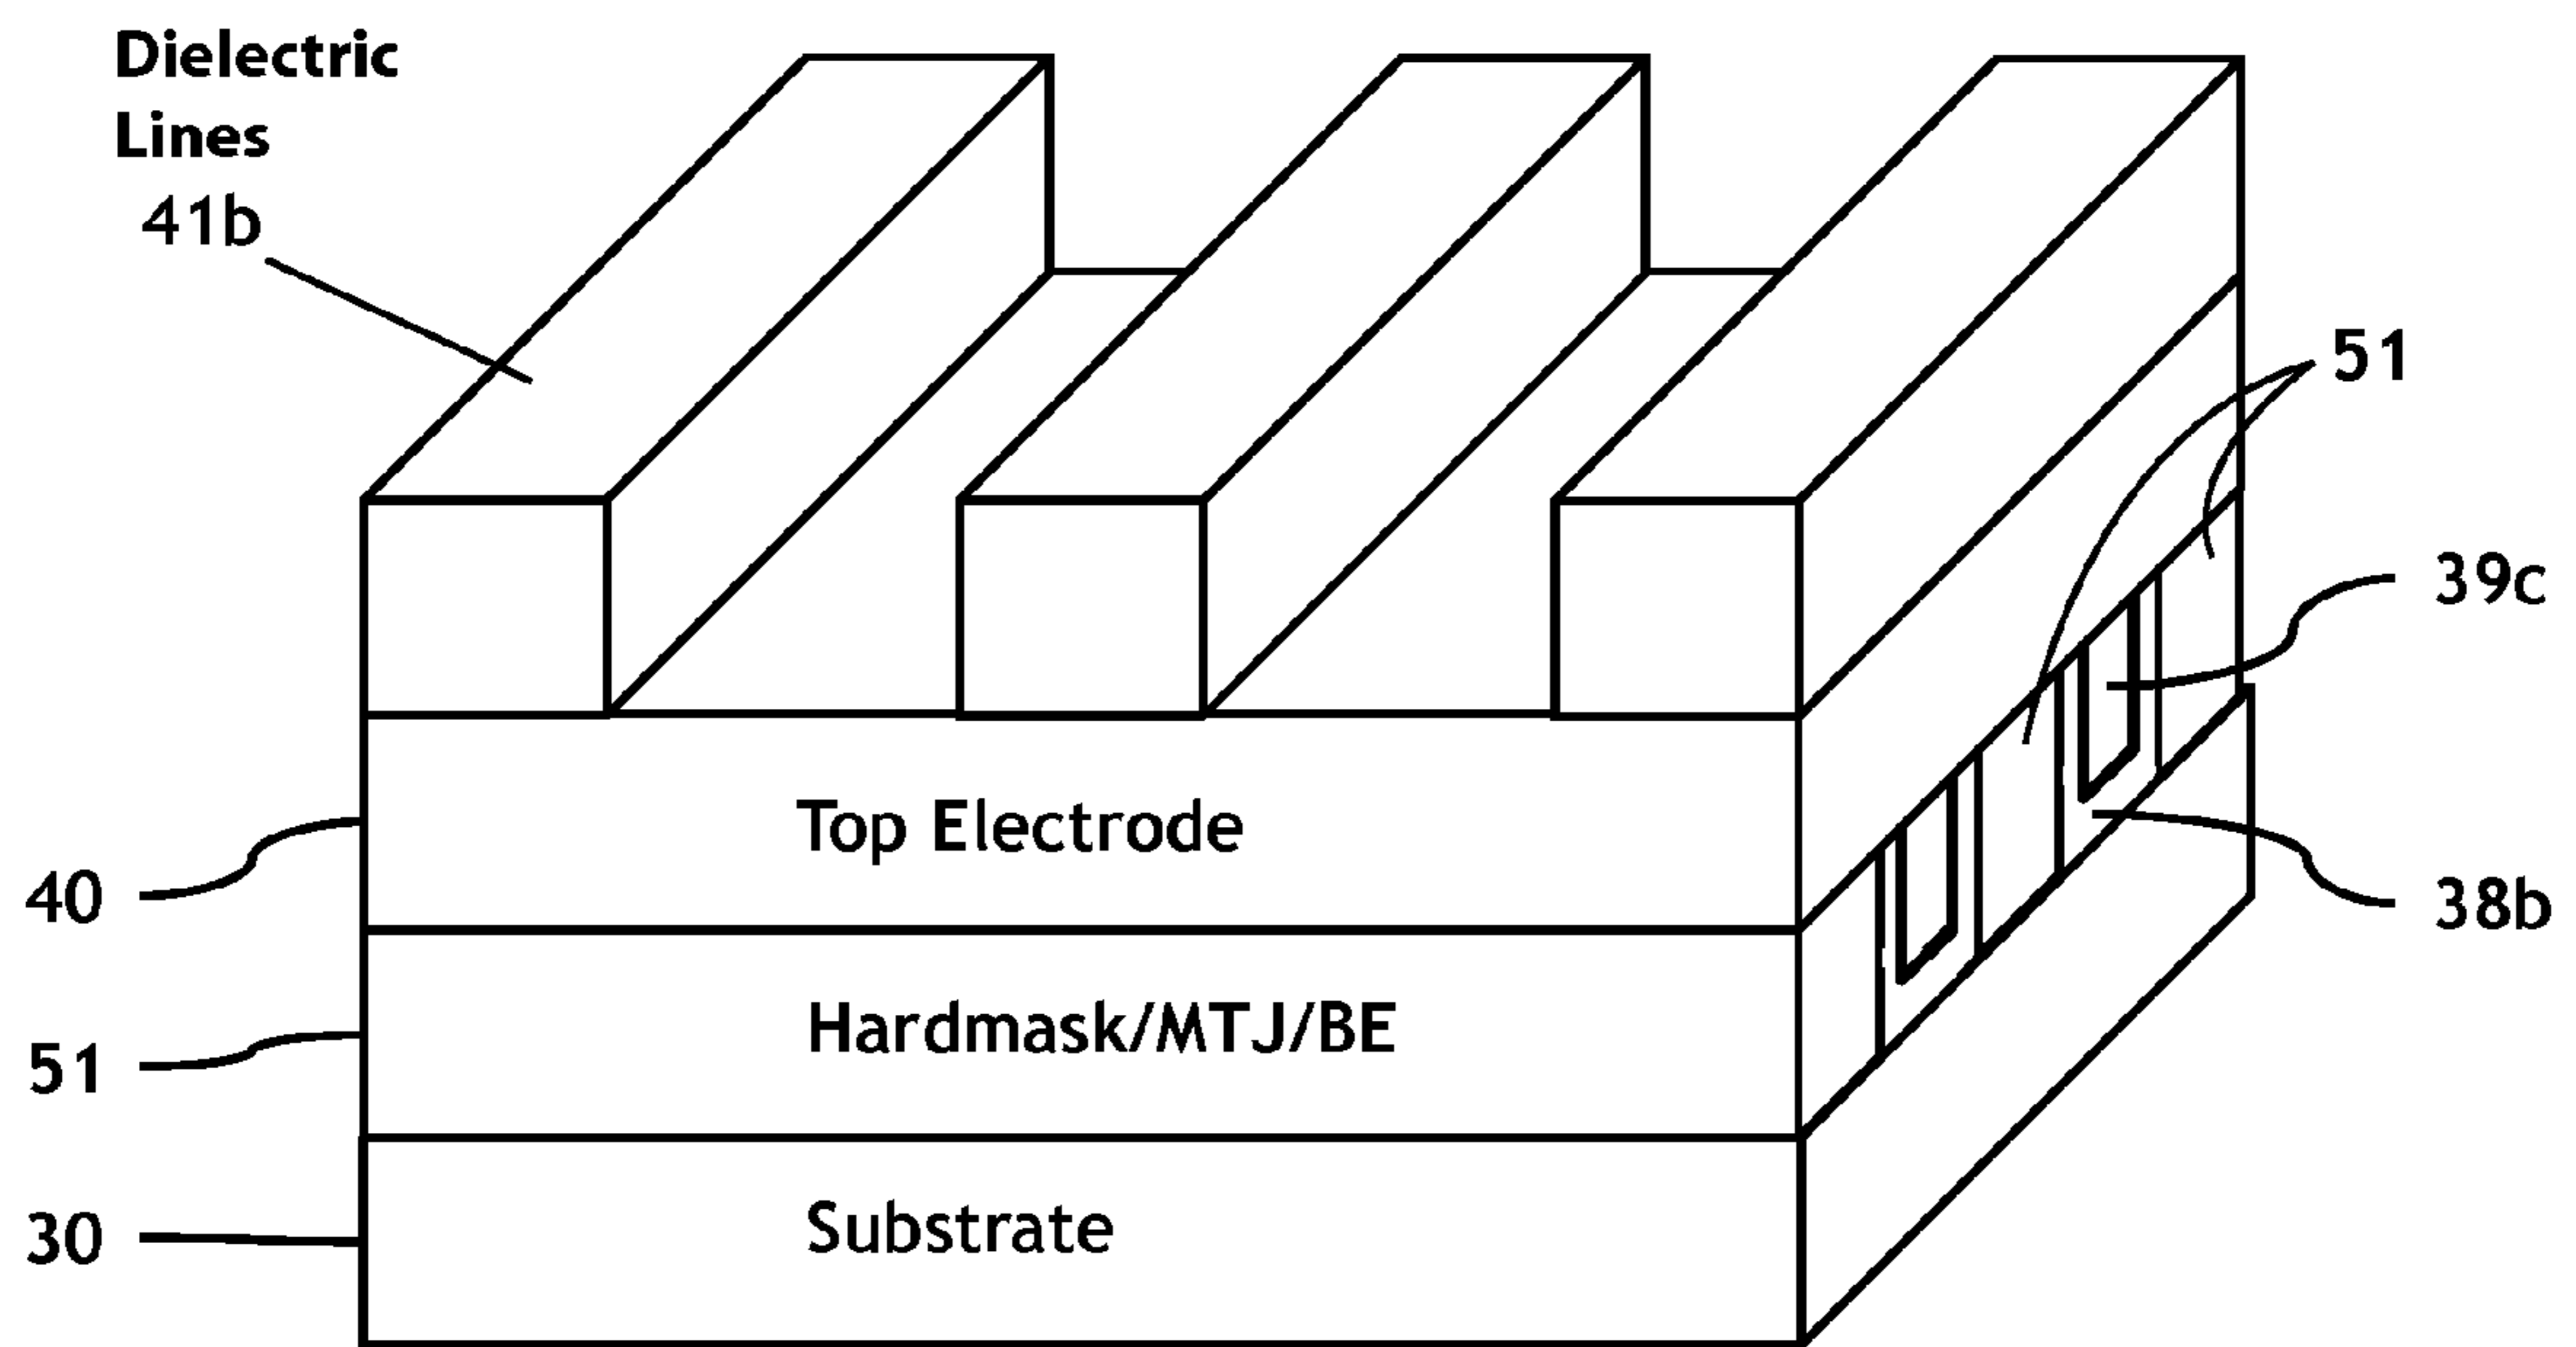 Dielectric
Lines
41b
51
39c
Top Electrode
40
38b
Hardmask/MTJ/BE
51
Substrate
30